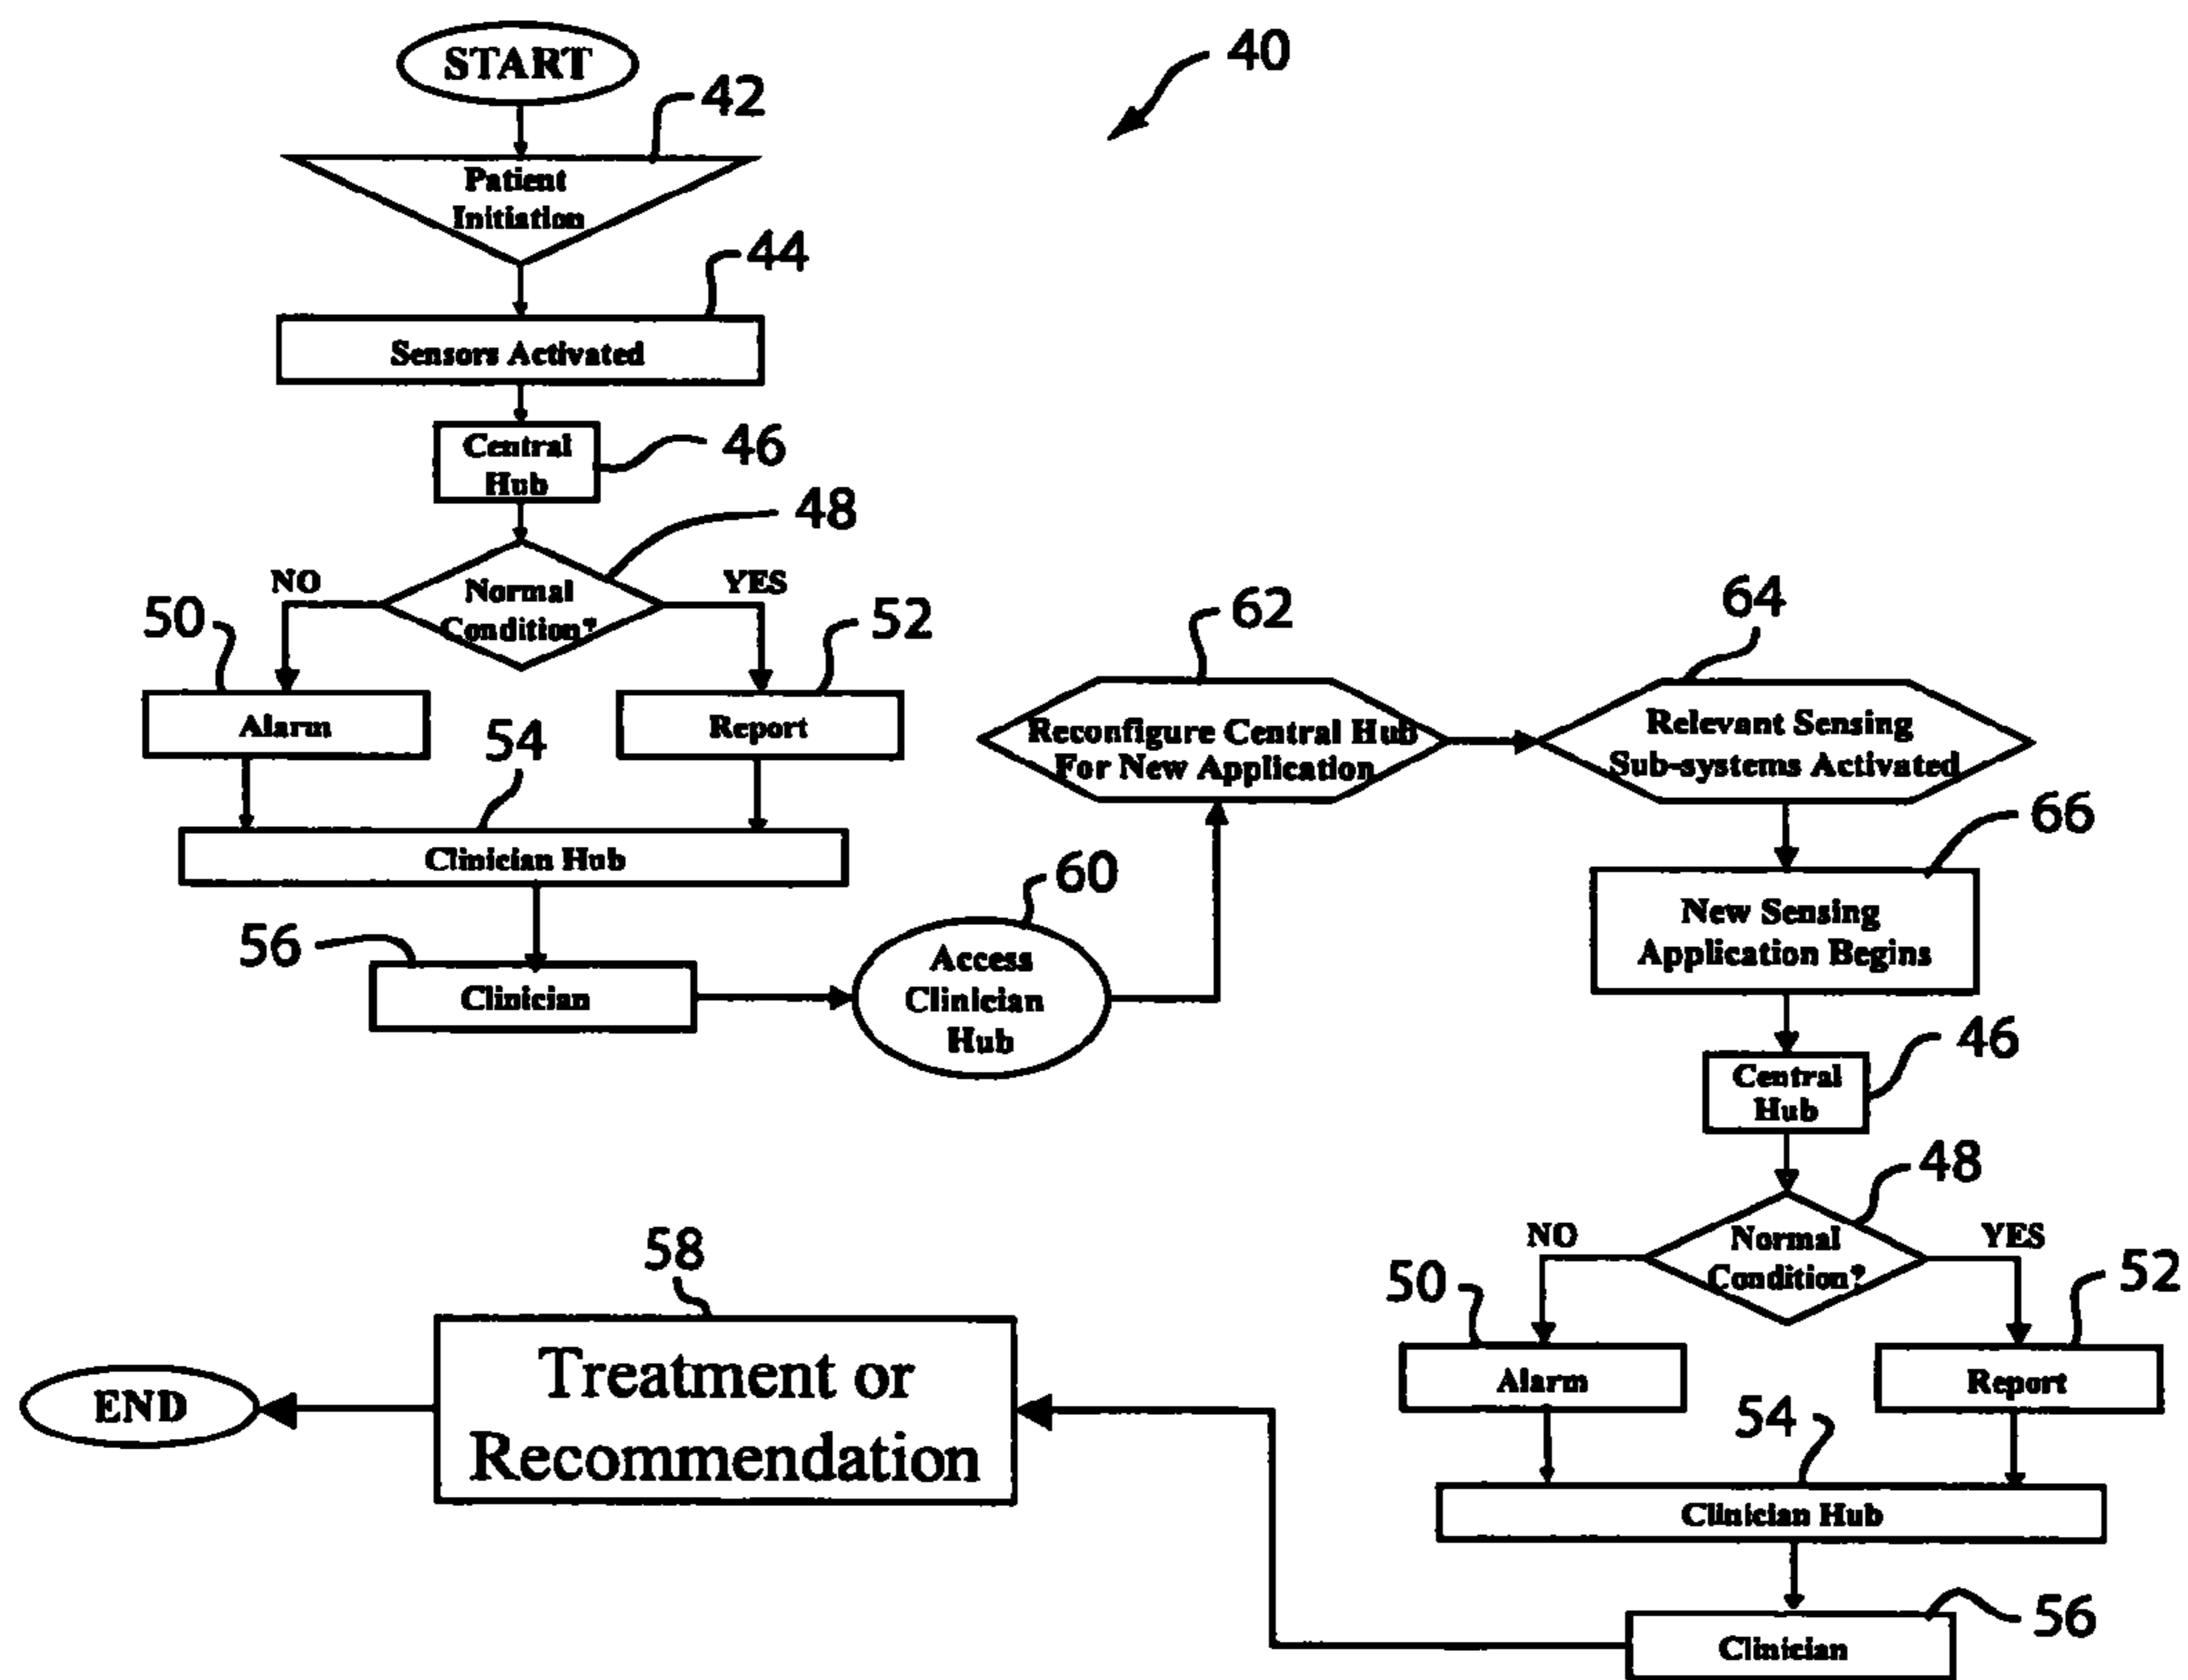 START
40
42
Patient
Initiation
44
Sensors Activated
Central
Hub
46
48
Normal
Condition?
NO
YES
50
52
Alarm
Report
54
Clinician Hub
56
Clinician
60
Access
Clinician
Hub
62
Reconfigure Central Hub
For New Application
64
Relevant Sensing
Sub-systems Activated
66
New Sensing
Application Begins
46
Central
Hub
48
Normal
Condition?
NO
YES
50
52
Alarm
Report
54
Clinician Hub
56
Clinician
58
Treatment or
Recommendation
END